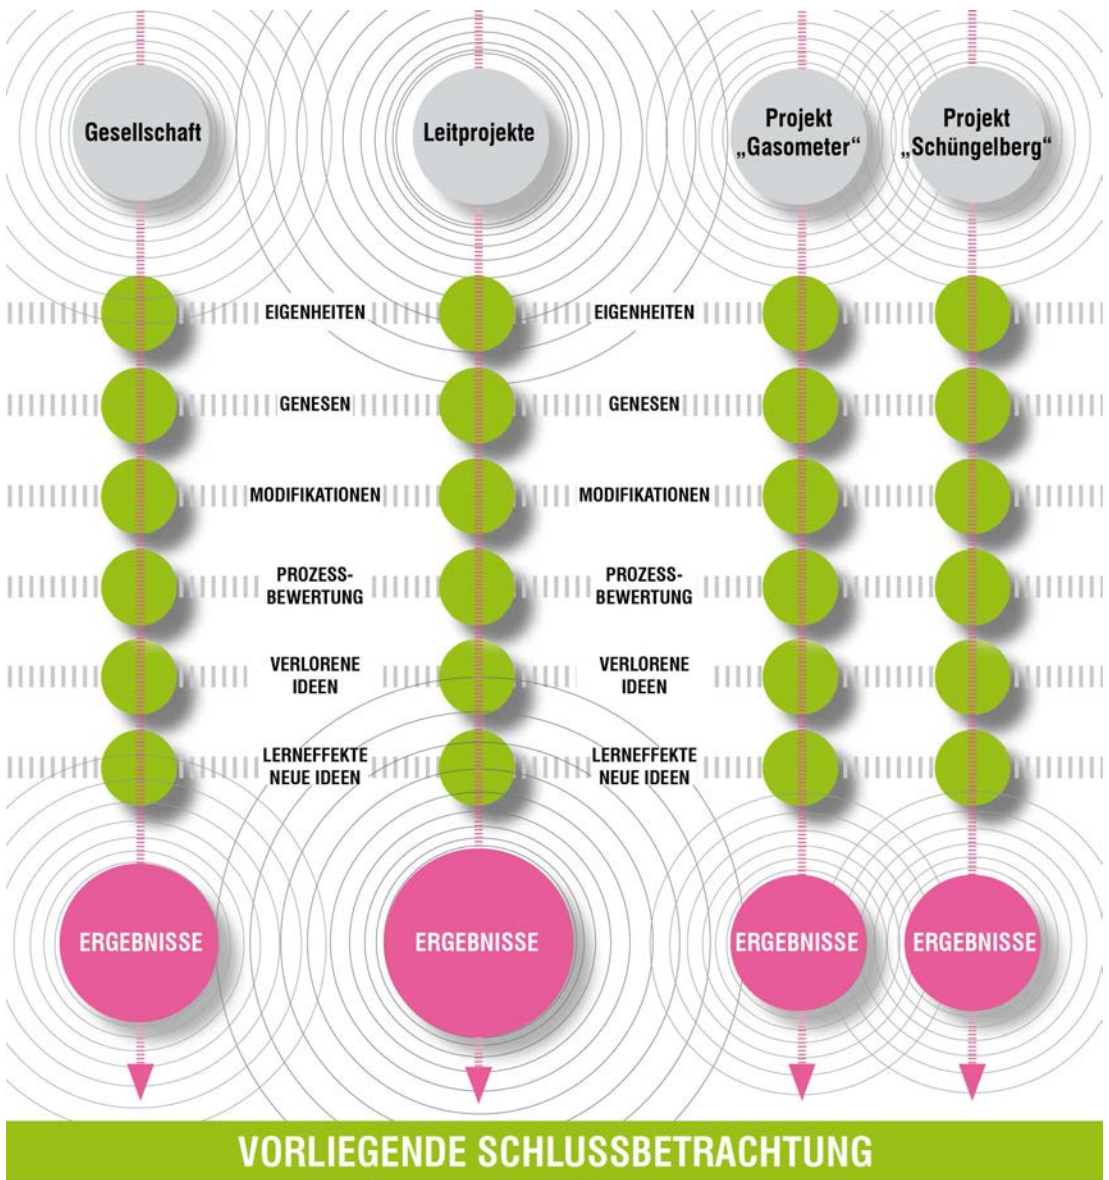 Gesellschaft
Leitprojekte
Projekt
„Gasometer“
Projekt
„Schüngelberg“
EIGENHEITEN
EIGENHEITEN
GENESEN
GENESEN
MODIFIKATIONEN
MODIFIKATIONEN
PROZESS-
BEWERTUNG
PROZESS-
BEWERTUNG
VERLORENE
IDEEN
VERLORENE
IDEEN
LERNEFFEKTE
NEUE IDEEN
LERNEFFEKTE
NEUE IDEEN
ERGEBNISSE
ERGEBNISSE
ERGEBNISSE
ERGEBNISSE
VORLIEGENDE SCHLUSSBETRACHTUNG